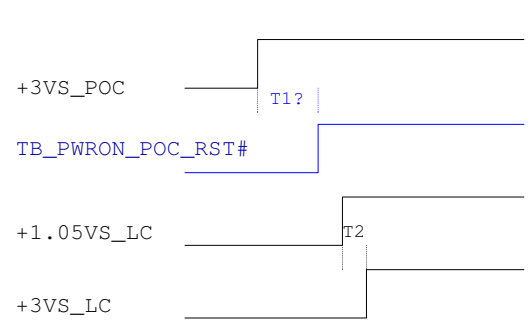 +3VS_POC
T1?
TB_PWRON_POC_RST#
+1.05VS_LC
T2
+3VS_LC